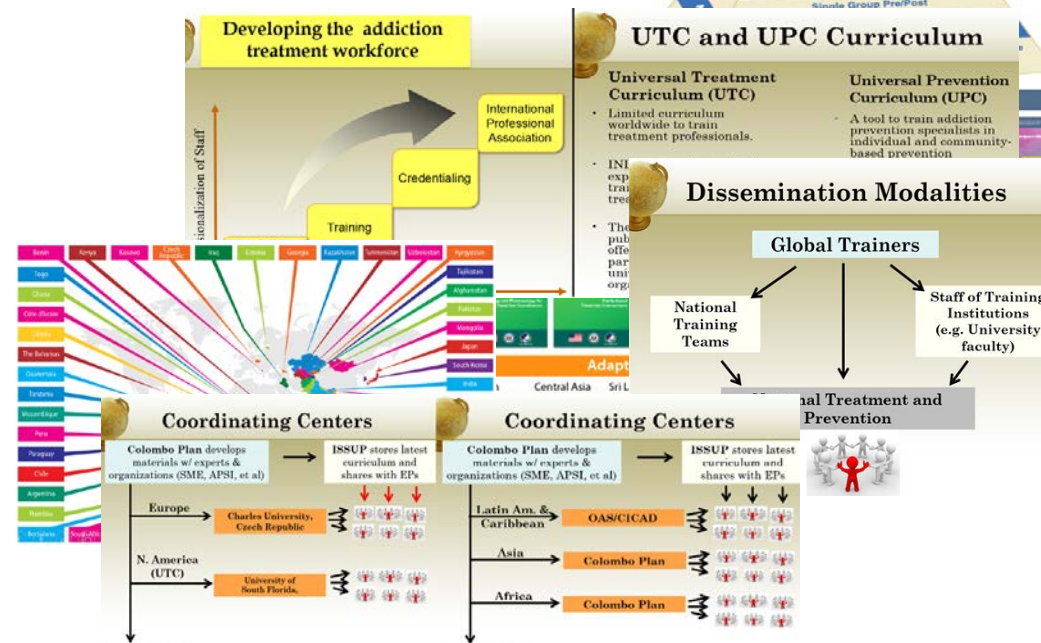 Single Group Pre/Post
Developing the addiction
treatment workforce
International
Professional
Association
Credentialing
Training
sionalization of Staff
UTC and UPC Curriculum
Universal Treatment
Curriculum (UTC)
• Limited curriculum
worldwide to train
treatment professionals.
Universal Prevention
Curriculum (UPC)
A tool to train addiction
prevention specialists in
individual and community-
based prevention
Dissemination Modalities
Global Trainers
National
Training
Teams
Staff of Training
Institutions
(e.g. University
faculty)
Treatment and
Prevention
Benin
Kenya
Kosovo
Czech
Republic
Iraq
Estonia
Georgia
Kazakhstan
Turkmenistan
Uzbekistan
Kyrgyzstan
Togo
Ghana
Cote d'Ivoire
The Bahamas
Guatemala
Tanzania
Mozambique
Peru
Paraguay
Chile
Argentina
Namibia
Botswana
Tajikistan
Afghanistan
Pakistan
Mongolia
Japan
South Korea
India
Adapt
Central Asia
Sri L
Coordinating Centers
Colombo Plan develops
materials w/ experts &
organizations (SME, APSI, et al)
ISSUP stores latest
curriculum and
shares with EPs
Europe
Charles University,
Czech Republic
N. America
(UTC)
University of
South Florida,
Coordinating Centers
Colombo Plan develops
materials w/ experts &
organizations (SME, APSI, et al)
ISSUP stores latest
curriculum and
shares with EPs
Latin Am. &
Caribbean
OAS/CICAD
Asia
Colombo Plan
Africa
Colombo Plan